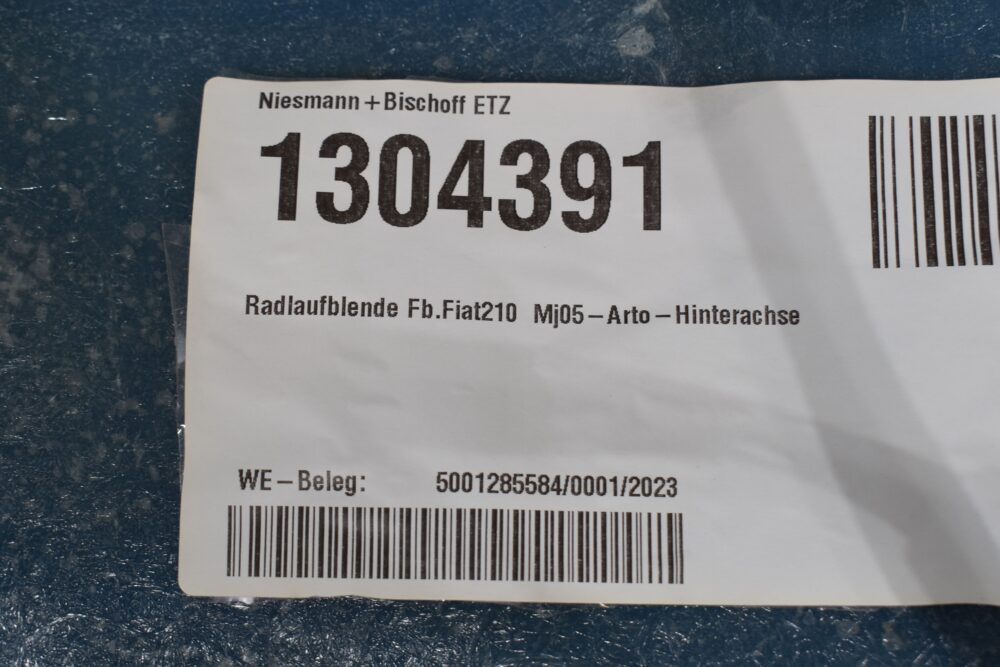 Niesmann+Bischoff ETZ
1304391
Radlaufblende Fb.Fiat210 Mj05-Arto-Hinterachse
WE-Beleg: 5001285584/0001/2023